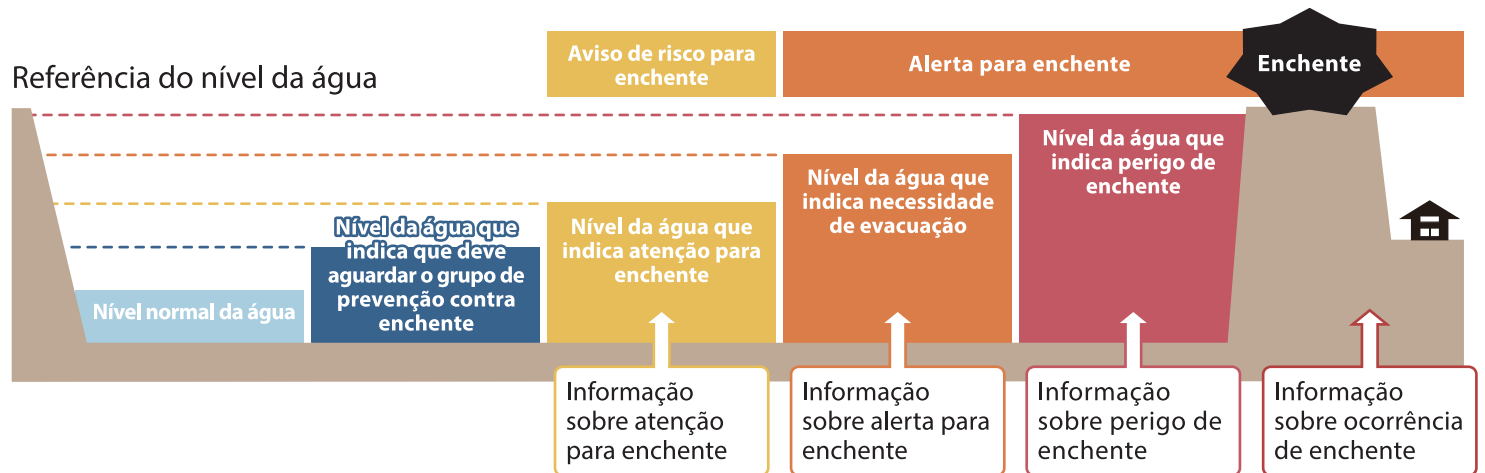 Referência do nível da água
Aviso de risco para
enchente
Alerta para enchente
Enchente
Nível normal da água
Nível da água que
indica que deve
aguardar o grupo de
prevenção contra
enchente
Nível da água que
indica atenção para
enchente
Nível da água que
indica necessidade
de evacuação
Nível da água que
indica perigo de
enchente
Informação
sobre atenção
para enchente
Informação
sobre alerta para
enchente
Informação
sobre perigo de
enchente
Informação
sobre ocorrência
de enchente